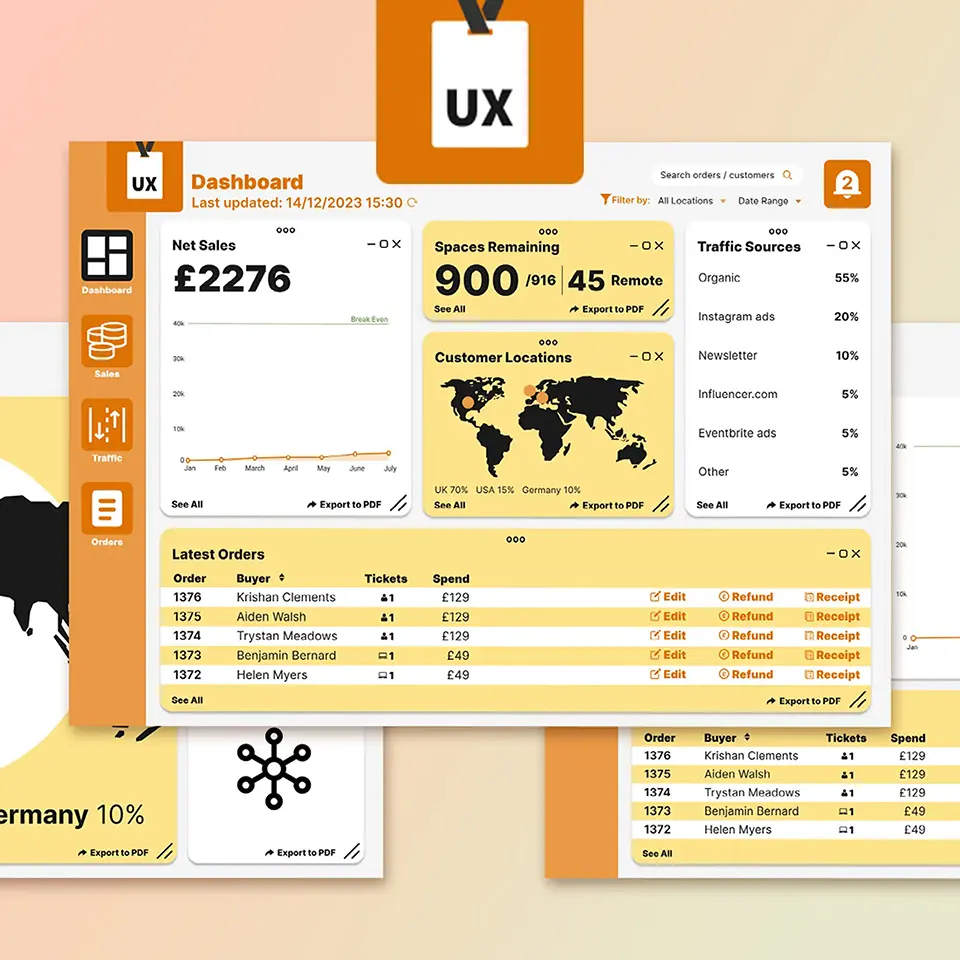 UX
UX
Dashboard
Last updated: 14/12/2023 15:30
Search orders / customers
2
Filter by: All Locations Date Range
Dashboard
Sales
Traffic
Orders
Net Sales
£2276
40k
Break Even
30k
20k
10k
0
Jan Feb March April May June July
See All Export to PDF
Spaces Remaining
900 /916 45 Remote
See All Export to PDF
Customer Locations
UK 70% USA 15% Germany 10%
See All Export to PDF
Traffic Sources
Organic 55%
Instagram ads 20%
Newsletter 10%
Influencer.com 5%
Eventbrite ads 5%
Other 5%
See All Export to PDF
Latest Orders
Order Buyer Tickets Spend
1376 Krishan Clements 1 £129 Edit Refund Receipt
1375 Aiden Walsh 1 £129 Edit Refund Receipt
1374 Trystan Meadows 1 £129 Edit Refund Receipt
1373 Benjamin Bernard 1 £49 Edit Refund Receipt
1372 Helen Myers 1 £49 Edit Refund Receipt
See All Export to PDF
ermany 10%
Export to PDF
Export to PDF
40k
30k
20k
10k
0
Jan
Order Buyer Tickets Spend
1376 Krishan Clements 1 £129
1375 Aiden Walsh 1 £129
1374 Trystan Meadows 1 £129
1373 Benjamin Bernard 1 £49
1372 Helen Myers 1 £49
See All